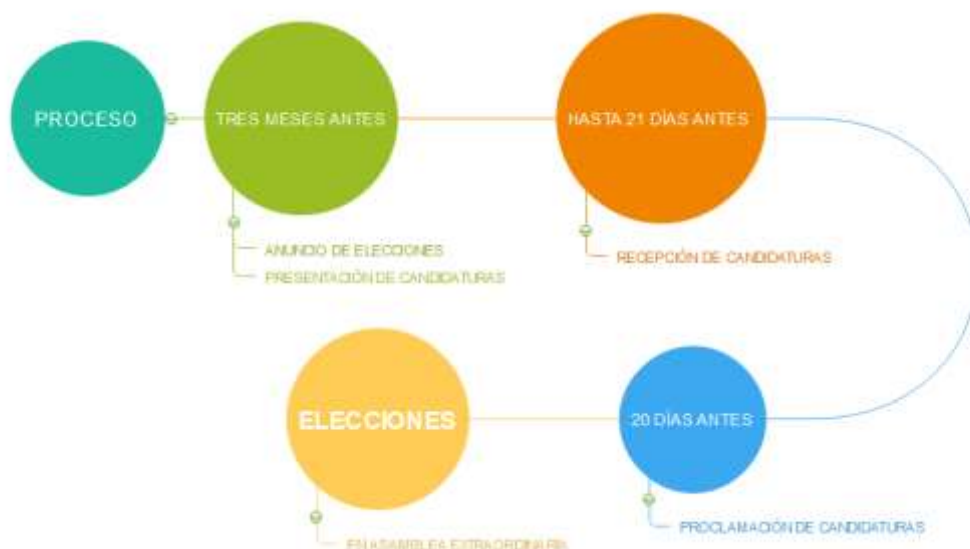 PROCESO
TRES MESES ANTES
ANUNCIO DE ELECCIONES
PRESENTACIÓN DE CANDIDATURAS
HASTA 21 DÍAS ANTES
RECEPCIÓN DE CANDIDATURAS
20 DÍAS ANTES
PROCLAMACIÓN DE CANDIDATURAS
ELECCIONES
EN ASAMBLEA EXTRAORDINARIA